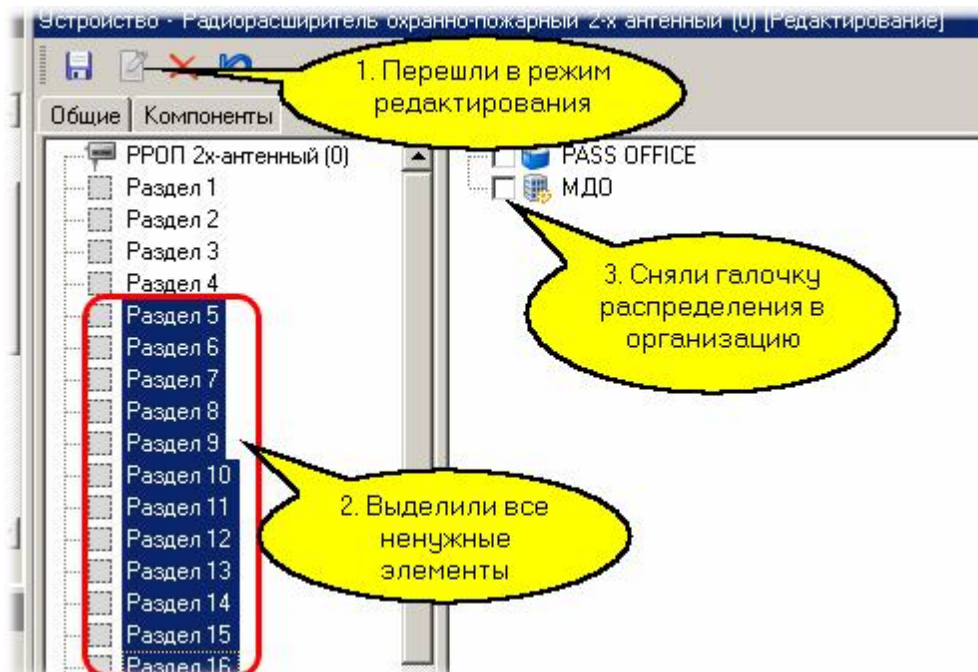 Устройство - Радиорасширитель охранно-пожарный 2-х антенный (0) [Редактирование]
1. Перешли в режим
редактирования
Общие
Компоненты
РРОП 2х-антенный (0)
Раздел 1
Раздел 2
Раздел 3
Раздел 4
Раздел 5
Раздел 6
Раздел 7
Раздел 8
Раздел 9
Раздел 10
Раздел 11
Раздел 12
Раздел 13
Раздел 14
Раздел 15
Раздел 16
PASS OFFICE
МДО
3. Сняли галочку
распределения в
организацию
2. Выделили все
ненужные
элементы